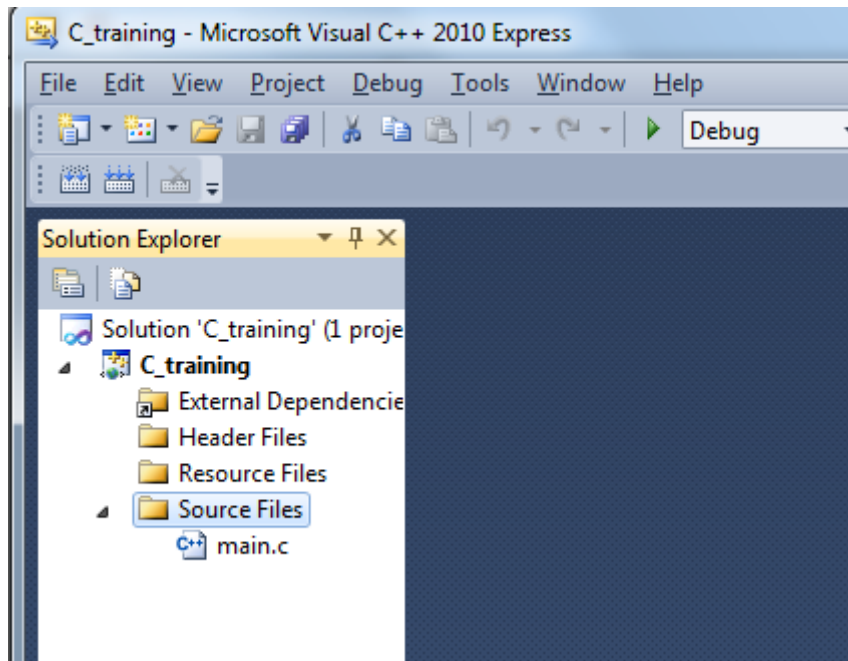 C_training - Microsoft Visual C++ 2010 Express
File Edit View Project Debug Tools Window Help
Debug
Solution Explorer
Solution 'C_training' (1 proje
C_training
External Dependencie
Header Files
Resource Files
Source Files
main.c